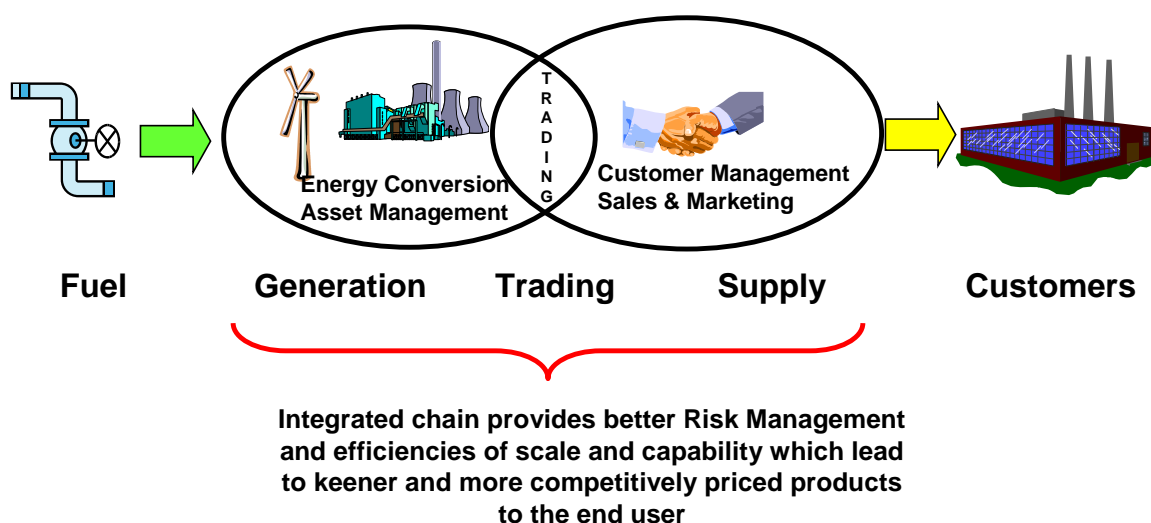 TRADING
Energy Conversion
Asset Management
Customer Management
Sales & Marketing
Fuel
Generation
Trading
Supply
Customers
Integrated chain provides better Risk Management
and efficiencies of scale and capability which lead
to keener and more competitively priced products
to the end user